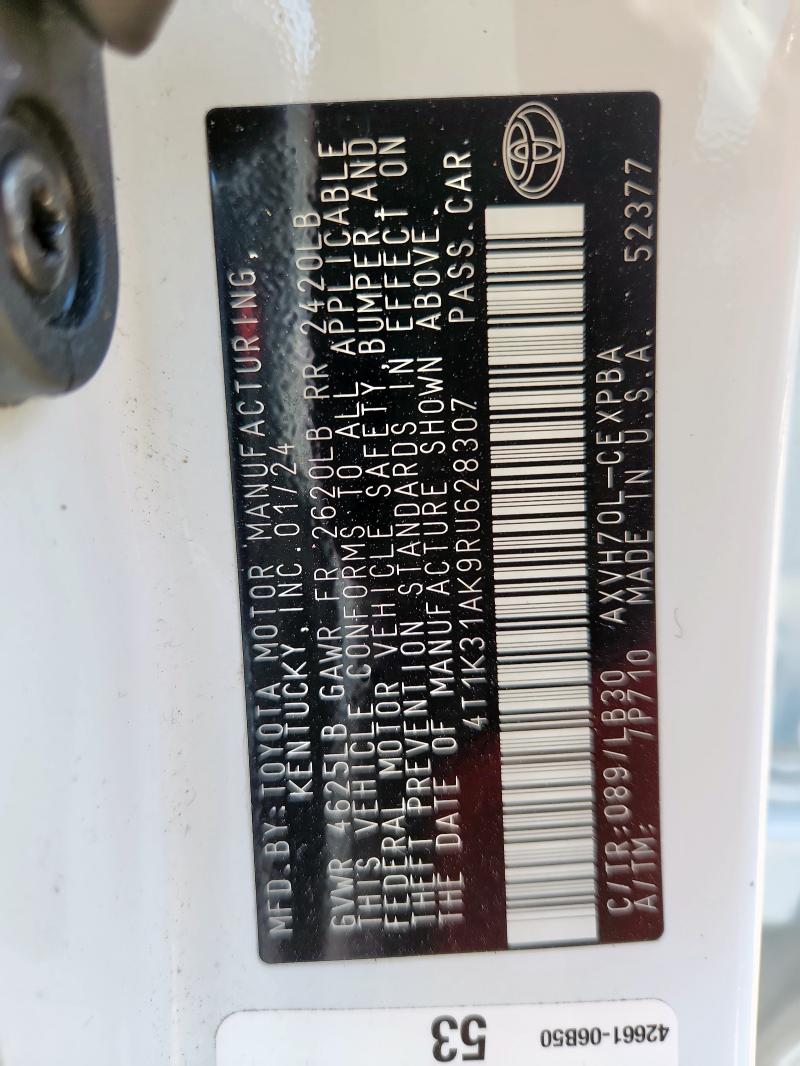 MFD.BY:TOYOTA MOTOR MANUFACTURING,
KENTUCKY,INC.01/24
GVWR 4625LB GAWR FR 2620LB RR 2420LB
THIS VEHICLE CONFORMS TO ALL APPLICABLE
FEDERAL MOTOR VEHICLE SAFETY,BUMPER,AND
THEFT PREVENTION STANDARDS IN EFFECT ON
THE DATE OF MANUFACTURE SHOWN ABOVE.
4T1K31AK9RU628307 PASS.CAR
C/TR:089/LB30 AXVH70L-CEXPBA 52377
A/TM: 7P710 MADE IN U.S.A.
42661-06B50
53